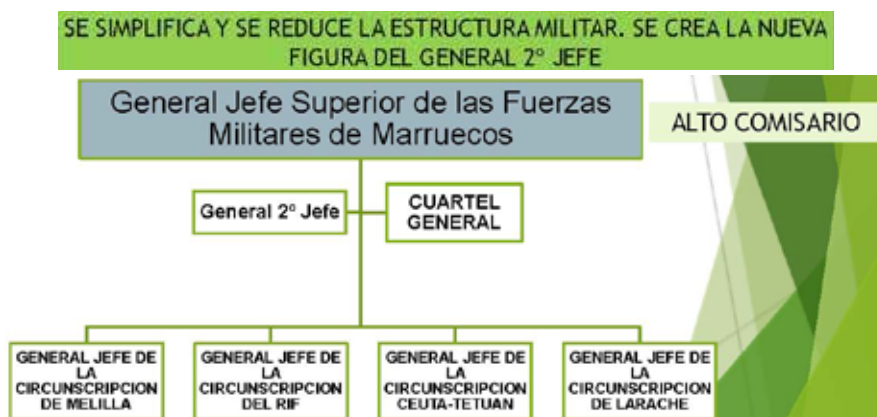 SE SIMPLIFICA Y SE REDUCE LA ESTRUCTURA MILITAR. SE CREA LA NUEVA
FIGURA DEL GENERAL 2º JEFE
General Jefe Superior de las Fuerzas
Militares de Marruecos
ALTO COMISARIO
General 2º Jefe
CUARTEL
GENERAL
GENERAL JEFE DE
LA
CIRCUNSCRIPCION
DE MELILLA
GENERAL JEFE DE
LA
CIRCUNSCRIPCION
DEL RIF
GENERAL JEFE DE
LA
CIRCUNSCRIPCION
CEUTA-TETUAN
GENERAL JEFE DE
LA
CIRCUNSCRIPCION
DE LARACHE